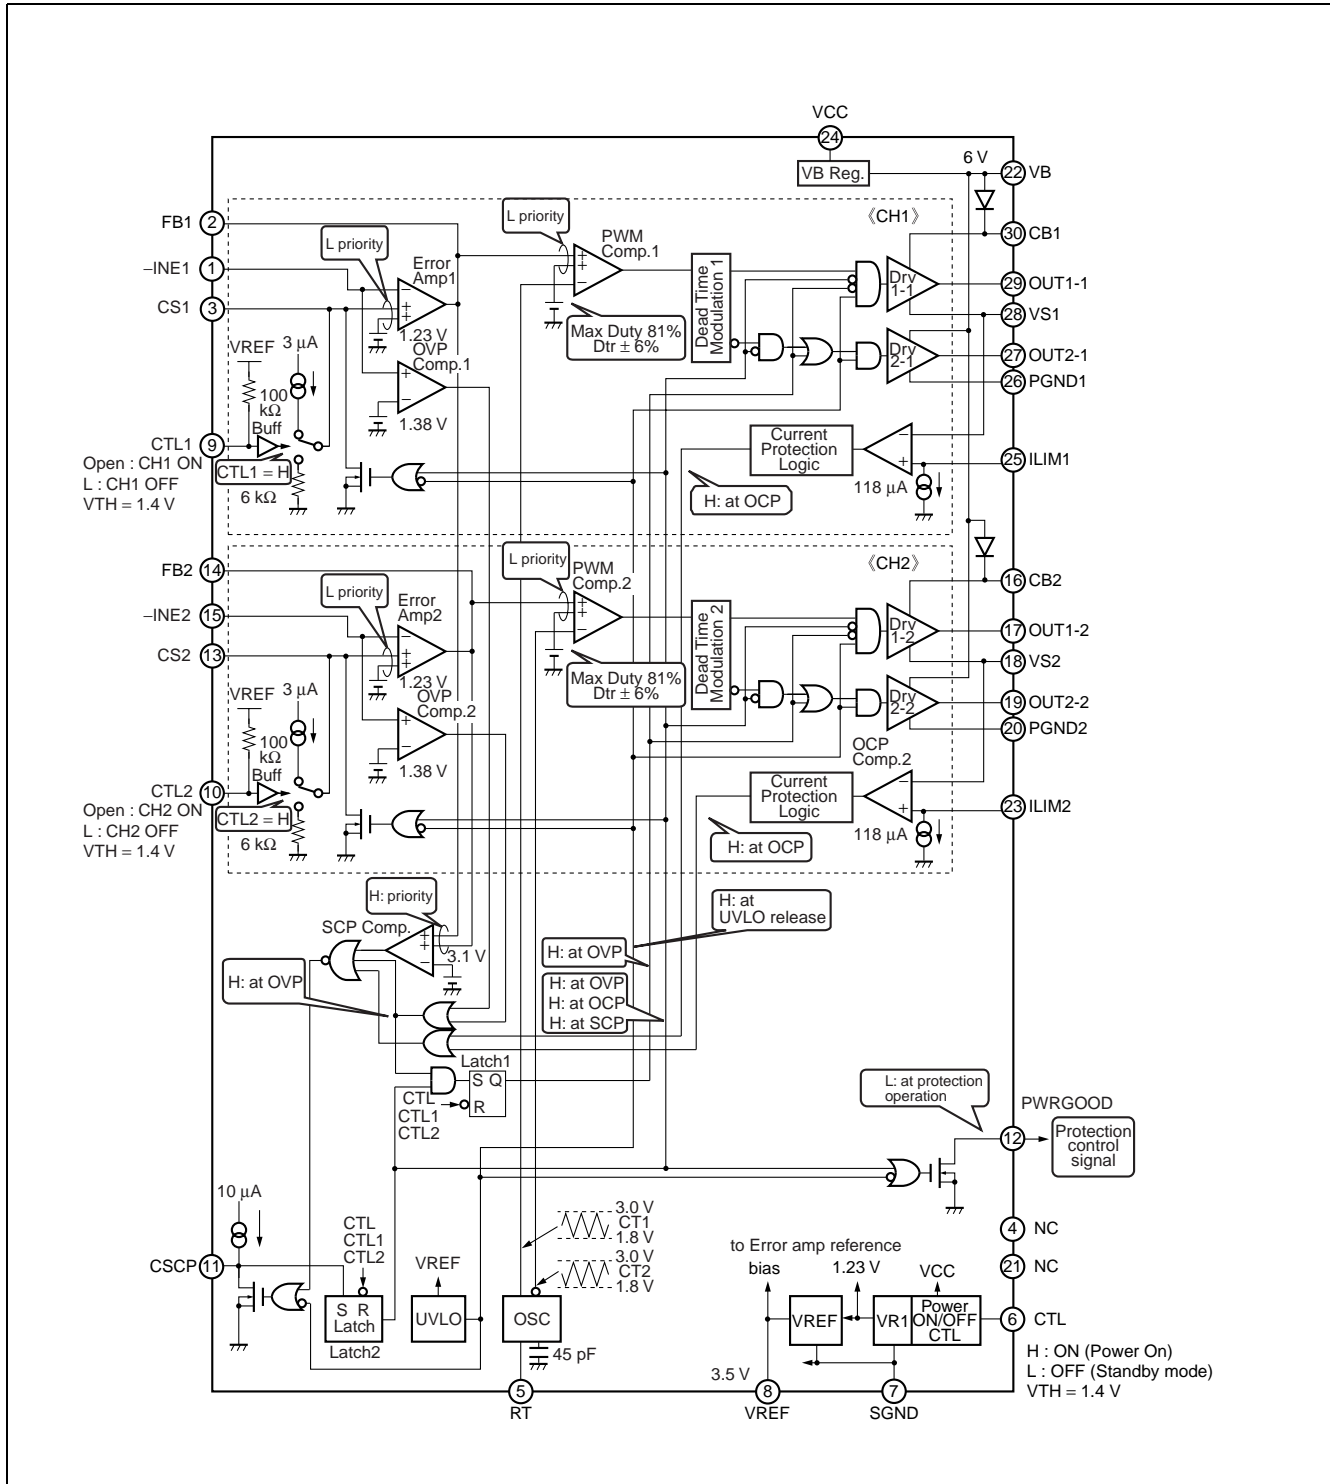 VCC
24
VB Reg.
6 V
22 VB
《CH1》
FB1 2
L priority
L priority
PWM
Comp.1
30 CB1
–INE1 1
Error
Amp1
CS1 3
1.23 V
Max Duty 81%
Dtr ± 6%
Dead Time
Modulation 1
Drv
1-1
29 OUT1-1
28 VS1
VREF
3 µA
100
kΩ
OVP
Comp.1
1.38 V
Drv
2-1
27 OUT2-1
26 PGND1
CTL1 9
Buff
CTL1 = H
6 kΩ
Open : CH1 ON
L : CH1 OFF
VTH = 1.4 V
Current
Protection
Logic
25 ILIM1
118 µA
H: at OCP
《CH2》
FB2 14
L priority
L priority
PWM
Comp.2
16 CB2
–INE2 15
Error
Amp2
CS2 13
1.23 V
Max Duty 81%
Dtr ± 6%
Dead Time
Modulation 2
Drv
1-2
17 OUT1-2
18 VS2
VREF
3 µA
100
kΩ
OVP
Comp.2
1.38 V
Drv
2-2
19 OUT2-2
20 PGND2
OCP
Comp.2
CTL2 10
Buff
CTL2 = H
6 kΩ
Open : CH2 ON
L : CH2 OFF
VTH = 1.4 V
Current
Protection
Logic
23 ILIM2
118 µA
H: at OCP
H: priority
SCP Comp.
3.1 V
H: at
UVLO release
H: at OVP
H: at OVP
H: at OVP
H: at OCP
H: at SCP
Latch1
S Q
R
CTL
CTL1
CTL2
L: at protection
operation
PWRGOOD
12
Protection
control
signal
10 µA
CTL
CTL1
CTL2
3.0 V
CT1
1.8 V
3.0 V
CT2
1.8 V
4 NC
21 NC
CSCP 11
S R
Latch
Latch2
VREF
UVLO
OSC
45 pF
to Error amp reference
bias
1.23 V
VCC
VREF
VR1
Power
ON/OFF
CTL
6 CTL
H : ON (Power On)
L : OFF (Standby mode)
VTH = 1.4 V
3.5 V
5
RT
8
VREF
7
SGND